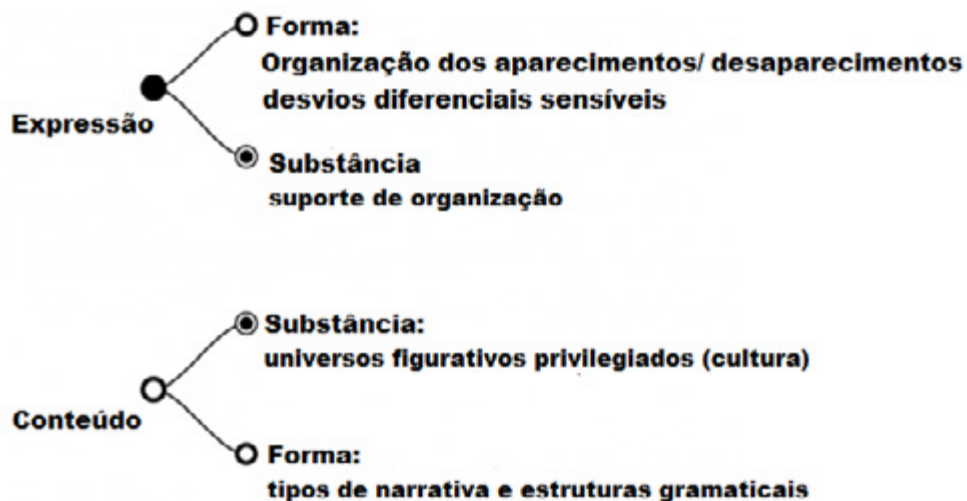 Forma:
Organização dos aparecimentos/ desaparecimentos
desvios diferenciais sensíveis
Expressão
Substância
suporte de organização
Substância:
universos figurativos privilegiados (cultura)
Conteúdo
Forma:
tipos de narrativa e estruturas gramaticais